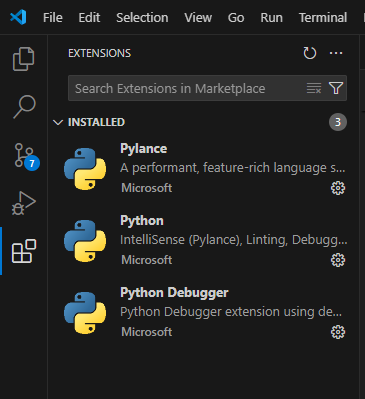 File Edit Selection View Go Run Terminal
EXTENSIONS
Search Extensions in Marketplace
INSTALLED 3
Pylance
A performant, feature-rich language s...
Microsoft
7
Python
IntelliSense (Pylance), Linting, Debugg...
Microsoft
Python Debugger
Python Debugger extension using de...
Microsoft